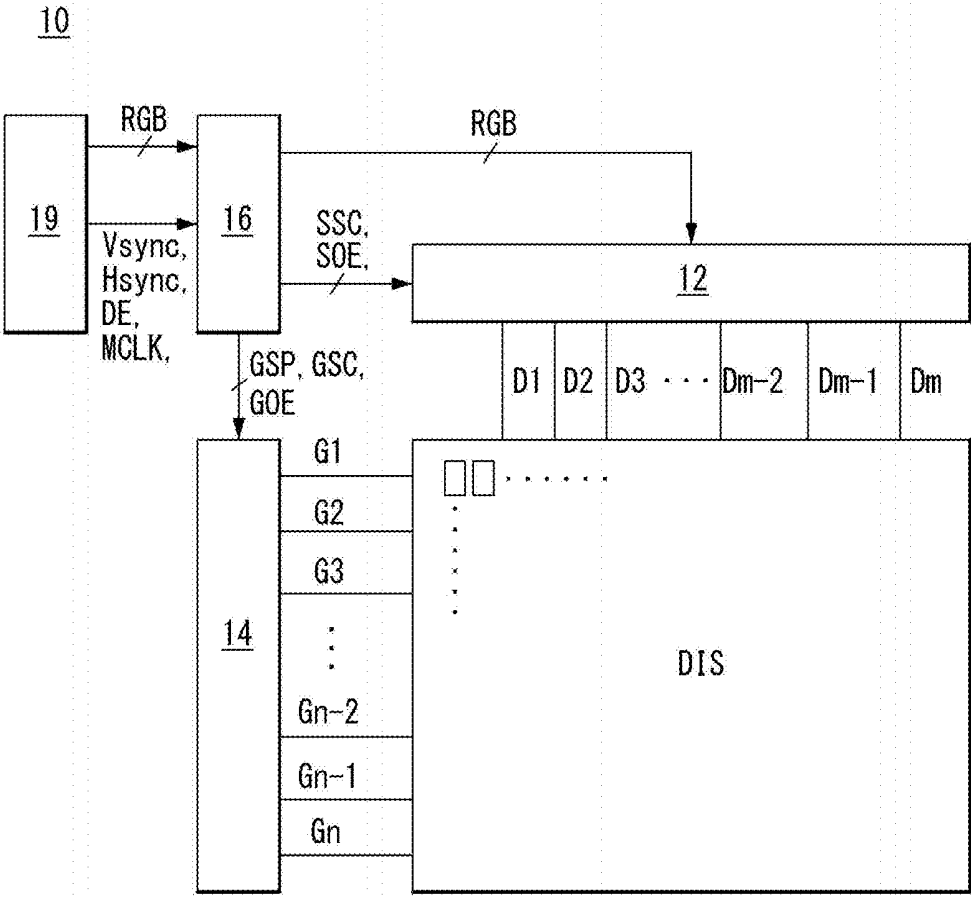 10
RGB
RGB
19
16
SSC,
SOE,
Vsync,
Hsync,
DE,
MCLK,
12
GSP, GSC,
GOE
D1 D2 D3 ··· Dm-2 Dm-1 Dm
G1
G2
G3
14
DIS
Gn-2
Gn-1
Gn